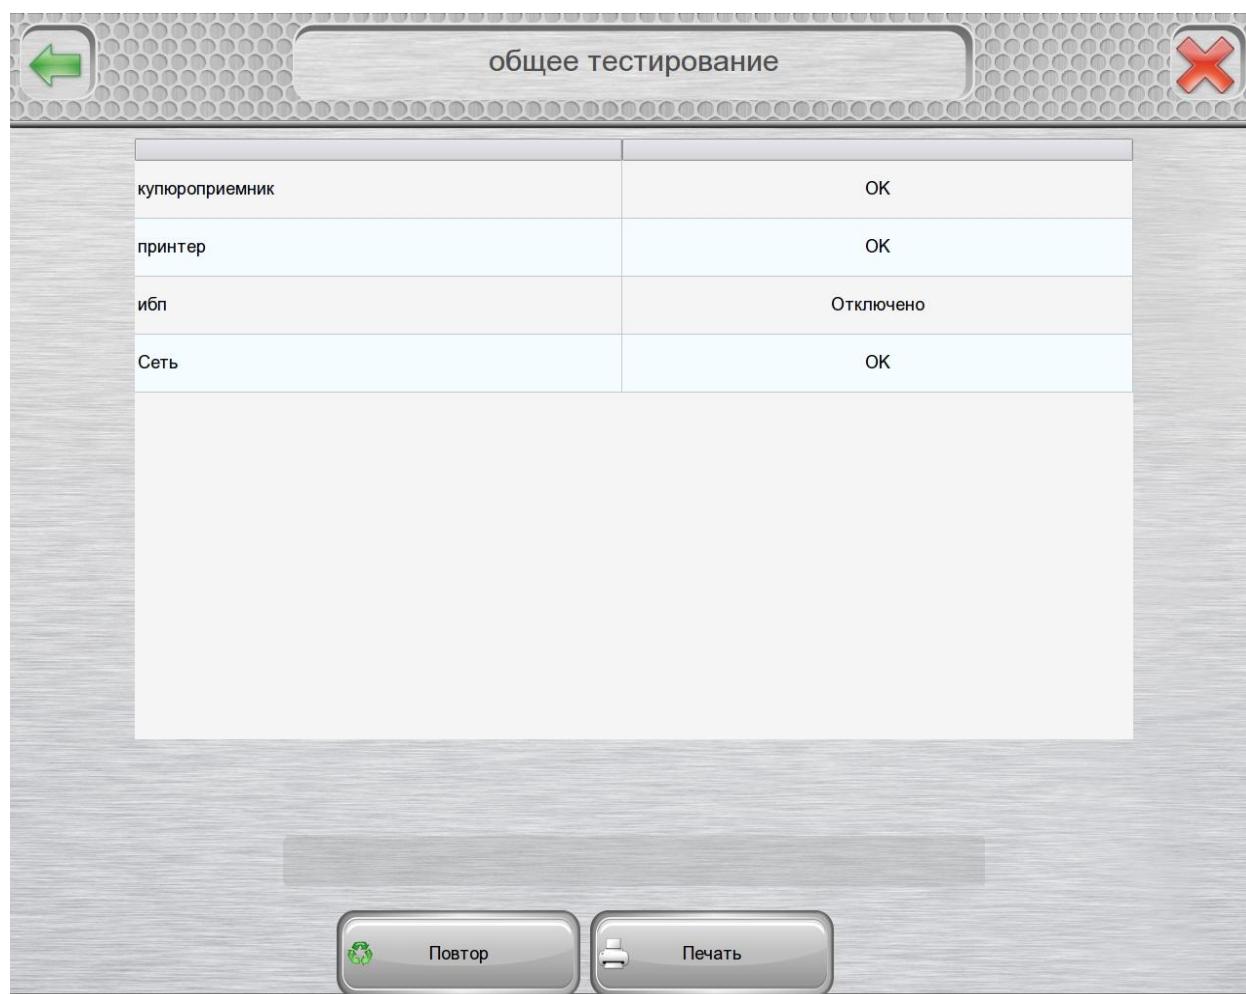 общее тестирование
купюроприемник OK
принтер OK
ибп Отключено
Сеть OK
Повтор Печать